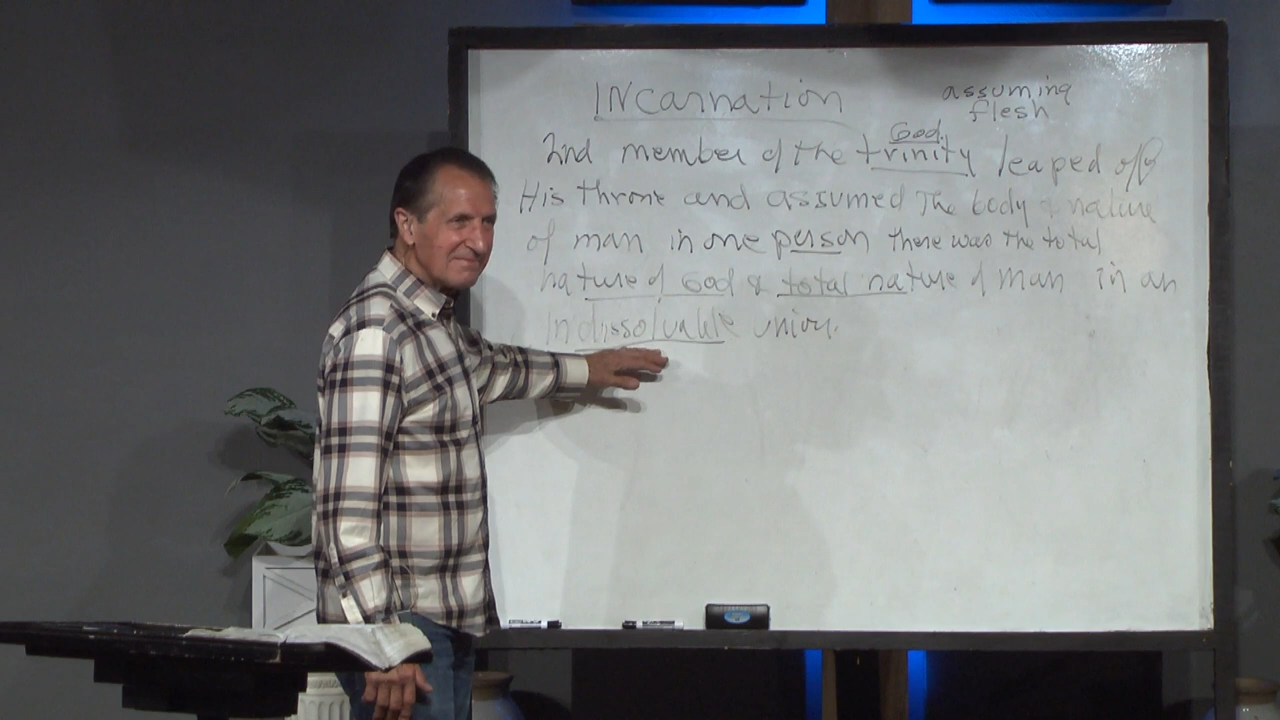 INcarnation
assuming
flesh
God.
2nd member of the trinity leaped off
His throne and assumed The body & nature
of man in one person there was the total
nature of God & total nature of man in an
Indissoluable union.